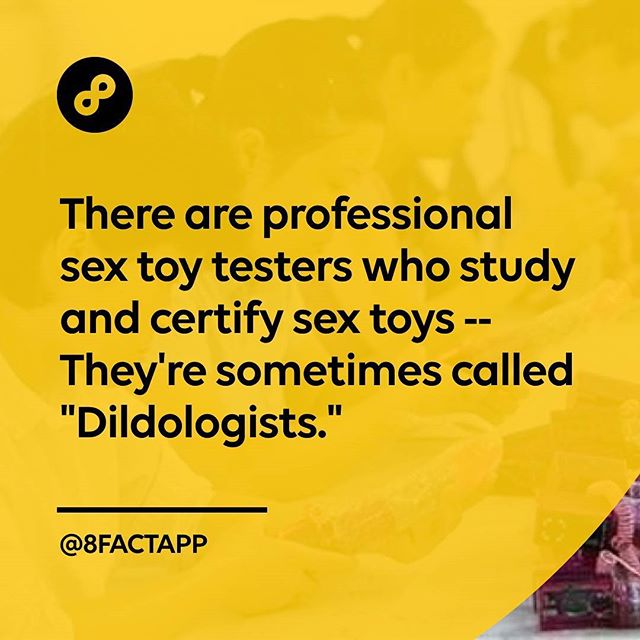 There are professional
sex toy testers who study
and certify sex toys --
They're sometimes called
"Dildologists."
@8FACTAPP